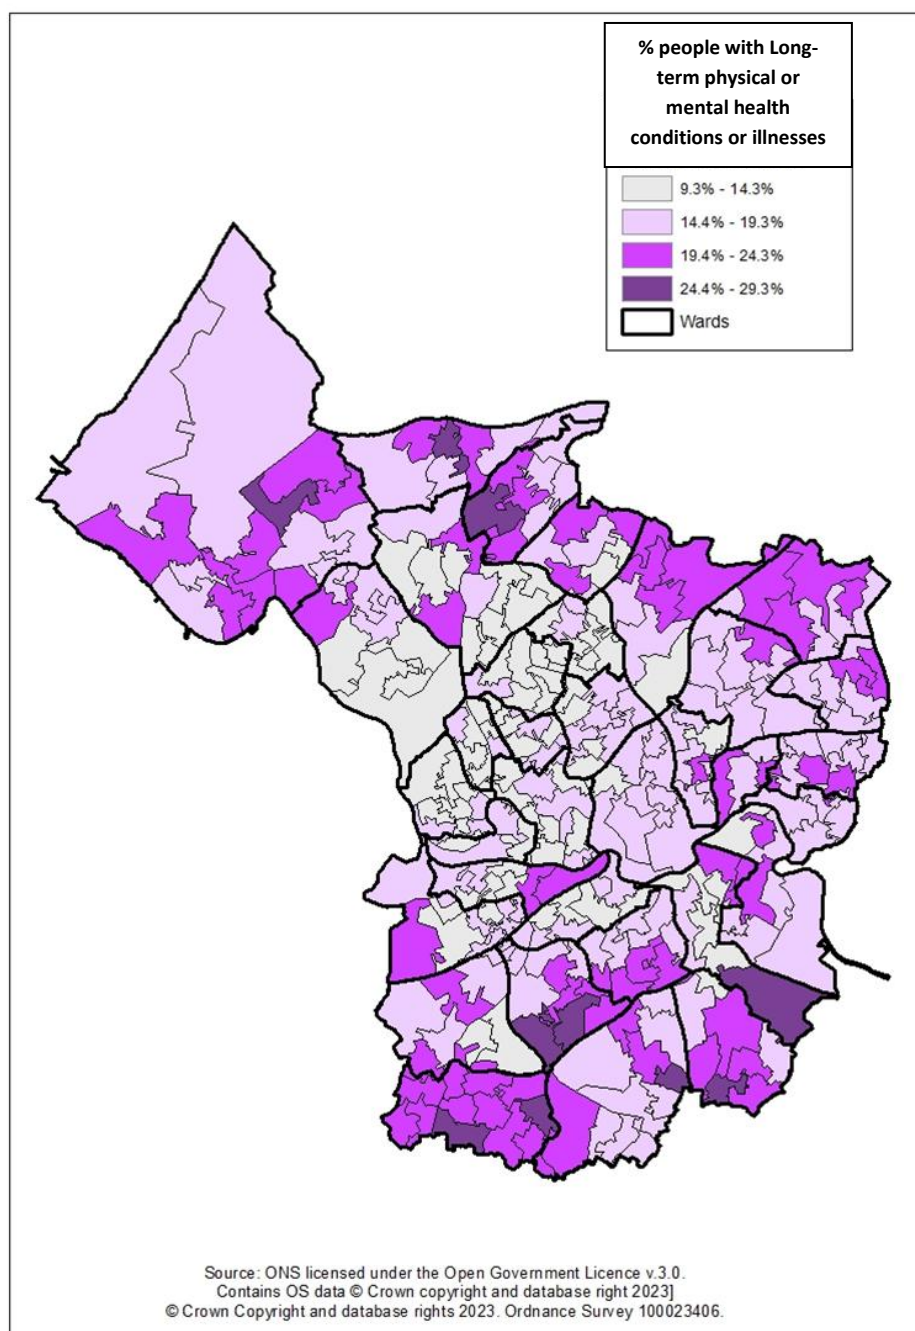 % people with Long-
term physical or
mental health
conditions or illnesses
9.3% - 14.3%
14.4% - 19.3%
19.4% - 24.3%
24.4% - 29.3%
Wards
Source: ONS licensed under the Open Government Licence v.3.0.
Contains OS data © Crown copyright and database right 2023]
© Crown Copyright and database rights 2023. Ordnance Survey 100023406.